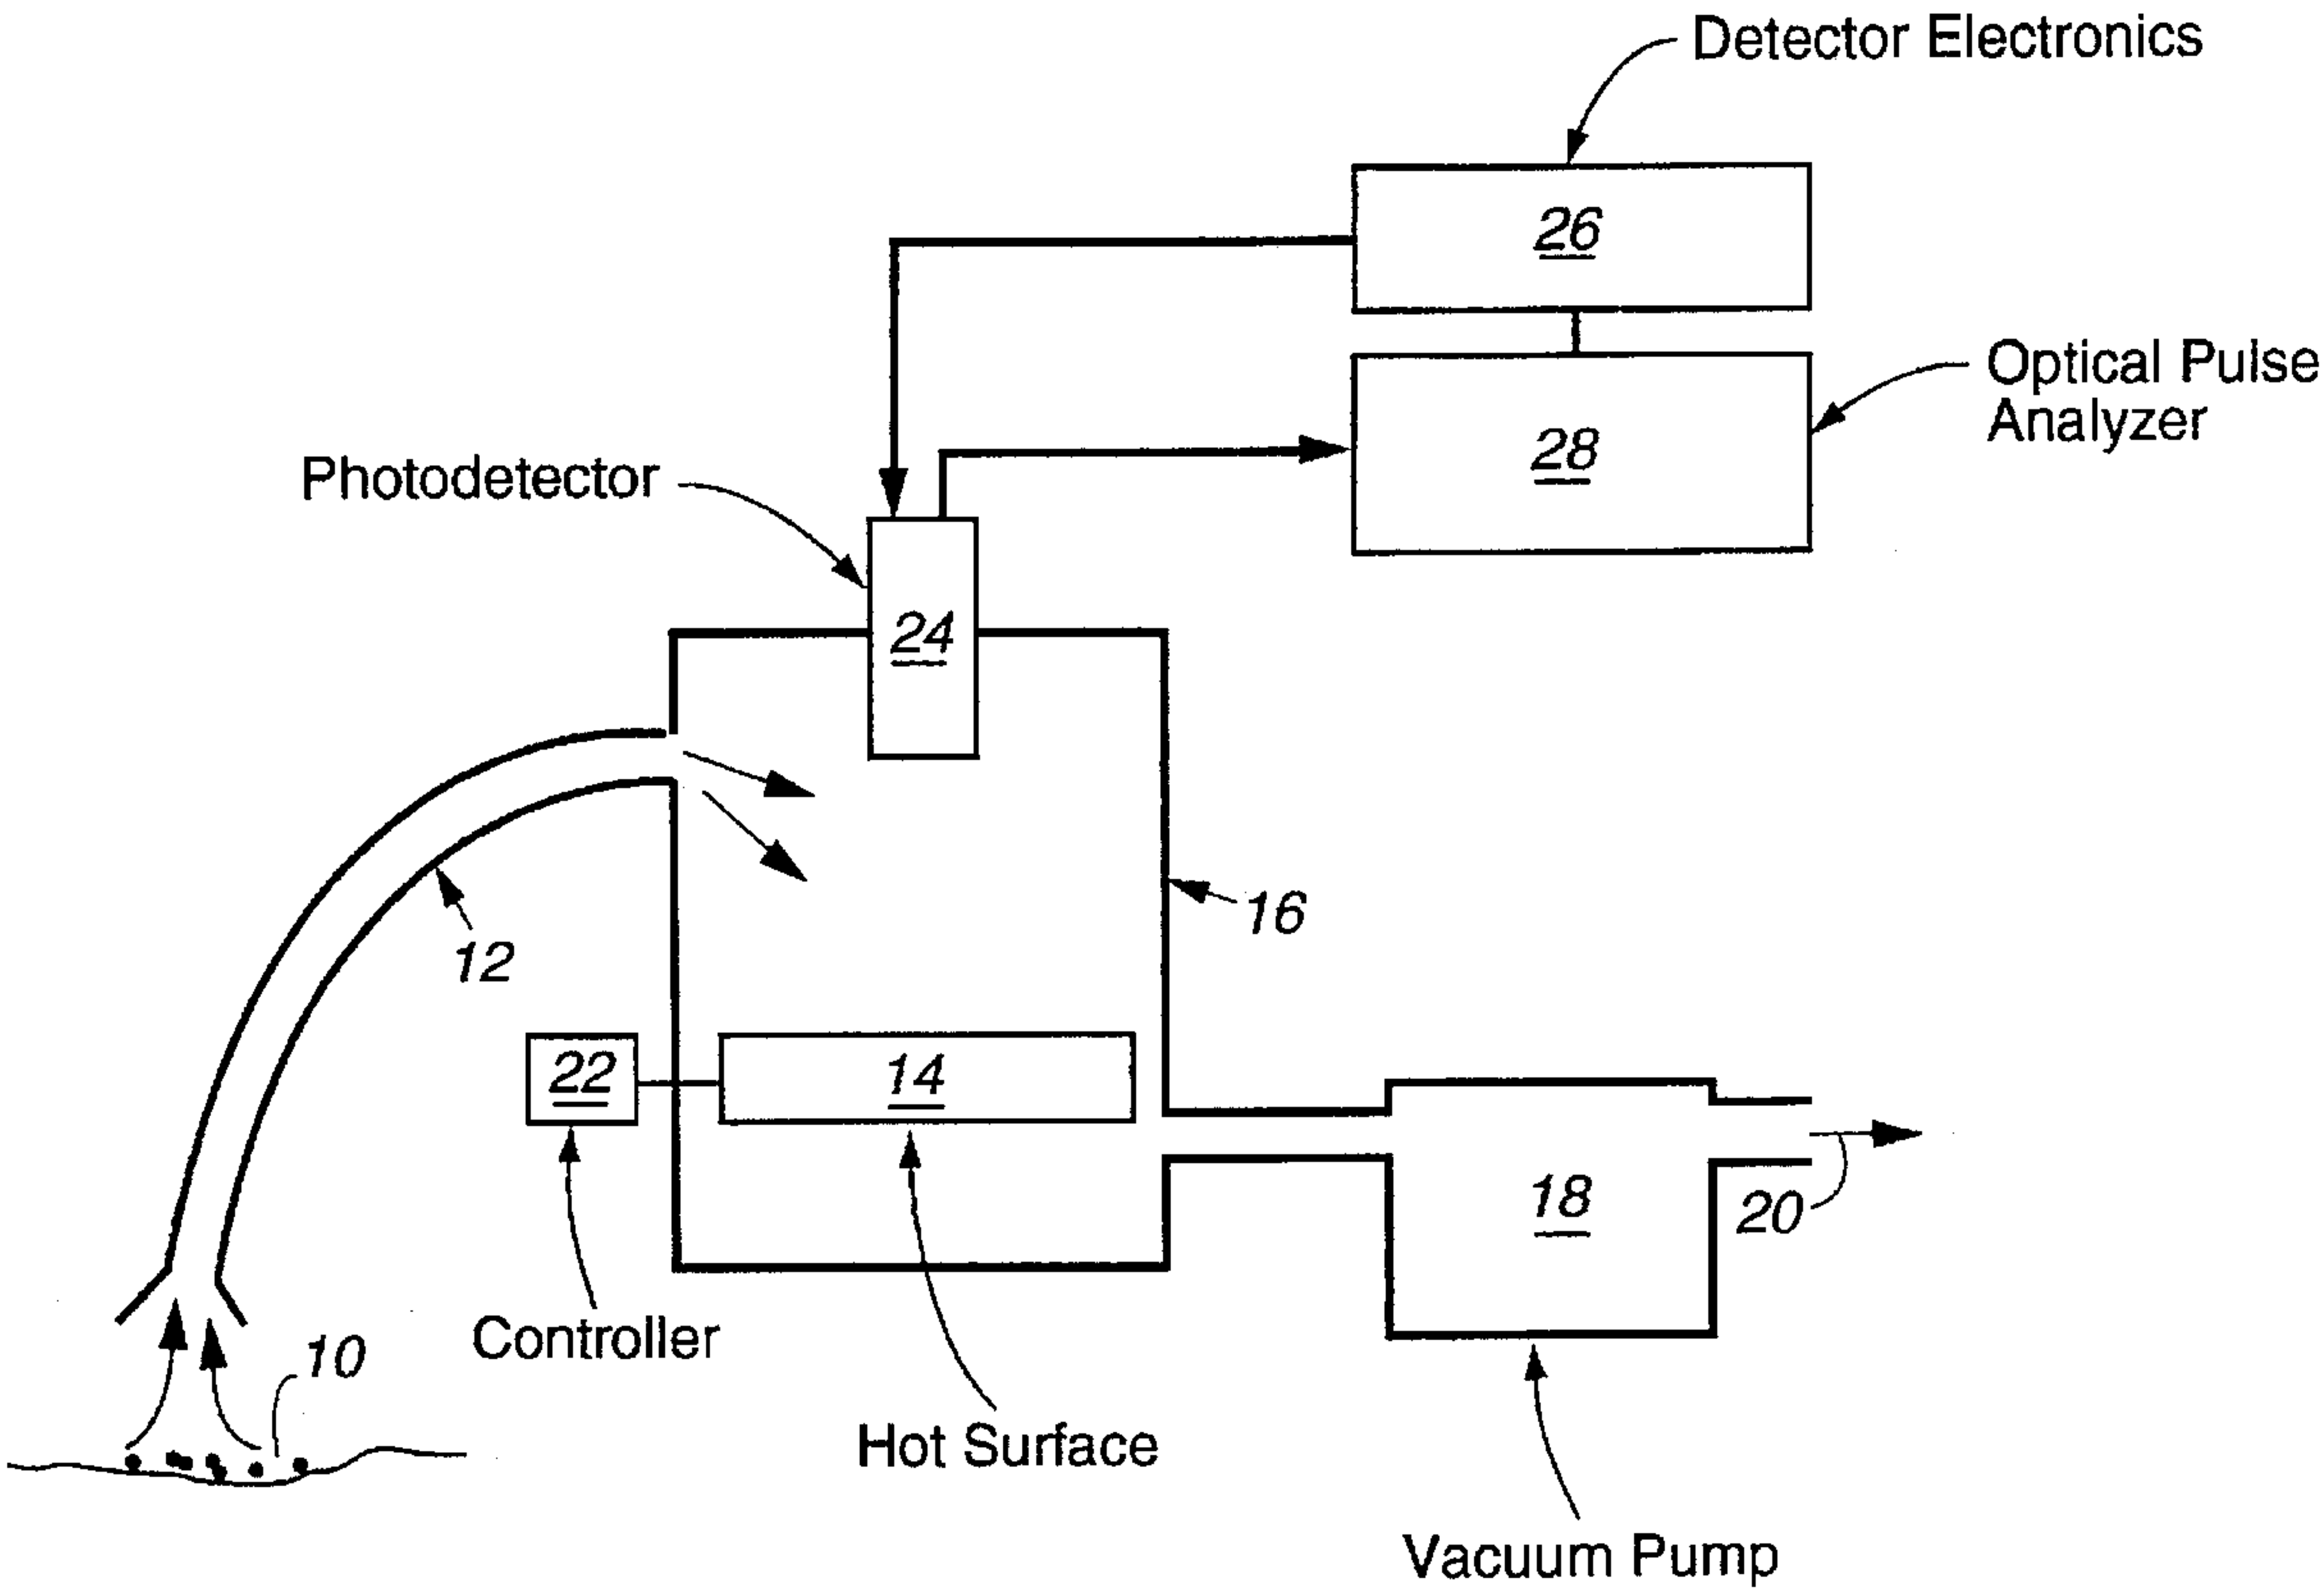 Detector Electronics
26
Optical Pulse
Analyzer
28
Photodetector
24
16
12
22
14
18
20
Controller
10
Hot Surface
Vacuum Pump